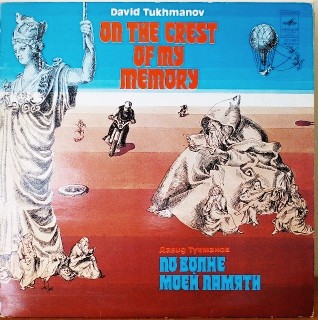 David Tukhmanov
ON THE CREST
OF MY
MEMORY
Давид Тухманов
ПО ВОЛНЕ
МОЕЙ ПАМЯТИ